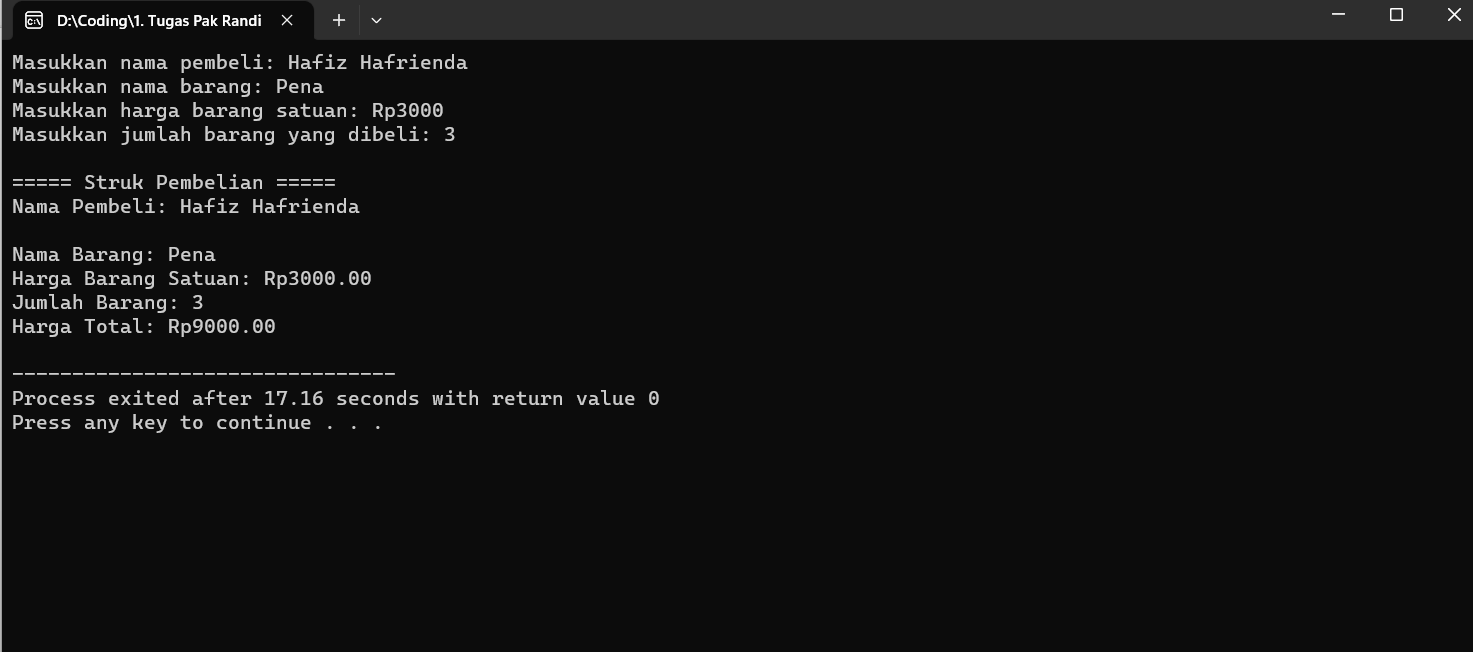 D:\Coding\1. Tugas Pak Randi
Masukkan nama pembeli: Hafiz Hafrienda
Masukkan nama barang: Pena
Masukkan harga barang satuan: Rp3000
Masukkan jumlah barang yang dibeli: 3
===== Struk Pembelian =====
Nama Pembeli: Hafiz Hafrienda
Nama Barang: Pena
Harga Barang Satuan: Rp3000.00
Jumlah Barang: 3
Harga Total: Rp9000.00
--------------------------------
Process exited after 17.16 seconds with return value 0
Press any key to continue . . .